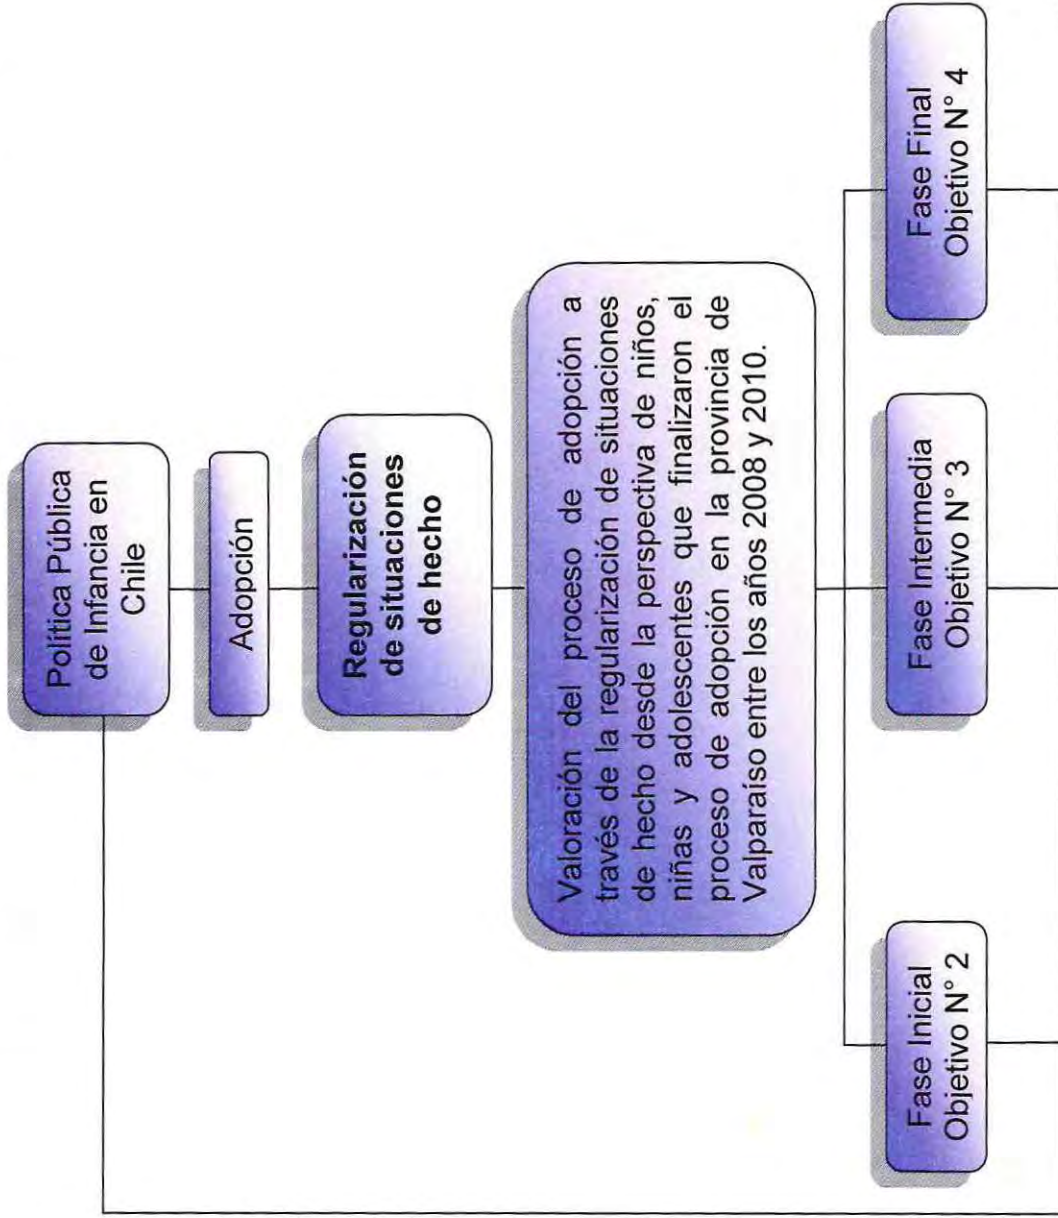 Política Pública
de Infancia en
Chile
Adopción
Regularización
de situaciones
de hecho
Valoración del proceso de adopción a
través de la regularización de situaciones
de hecho desde la perspectiva de niños,
niñas y adolescentes que finalizaron el
proceso de adopción en la provincia de
Valparaíso entre los años 2008 y 2010.
Fase Inicial
Objetivo N° 2
Fase Intermedia
Objetivo N° 3
Fase Final
Objetivo N° 4